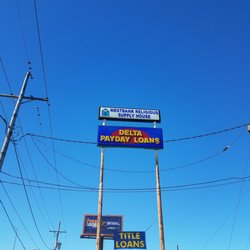 WESTBANK RELIGIOUS
SUPPLY HOUSE
DELTA
PAYDAY LOANS
TITLE
LOANS